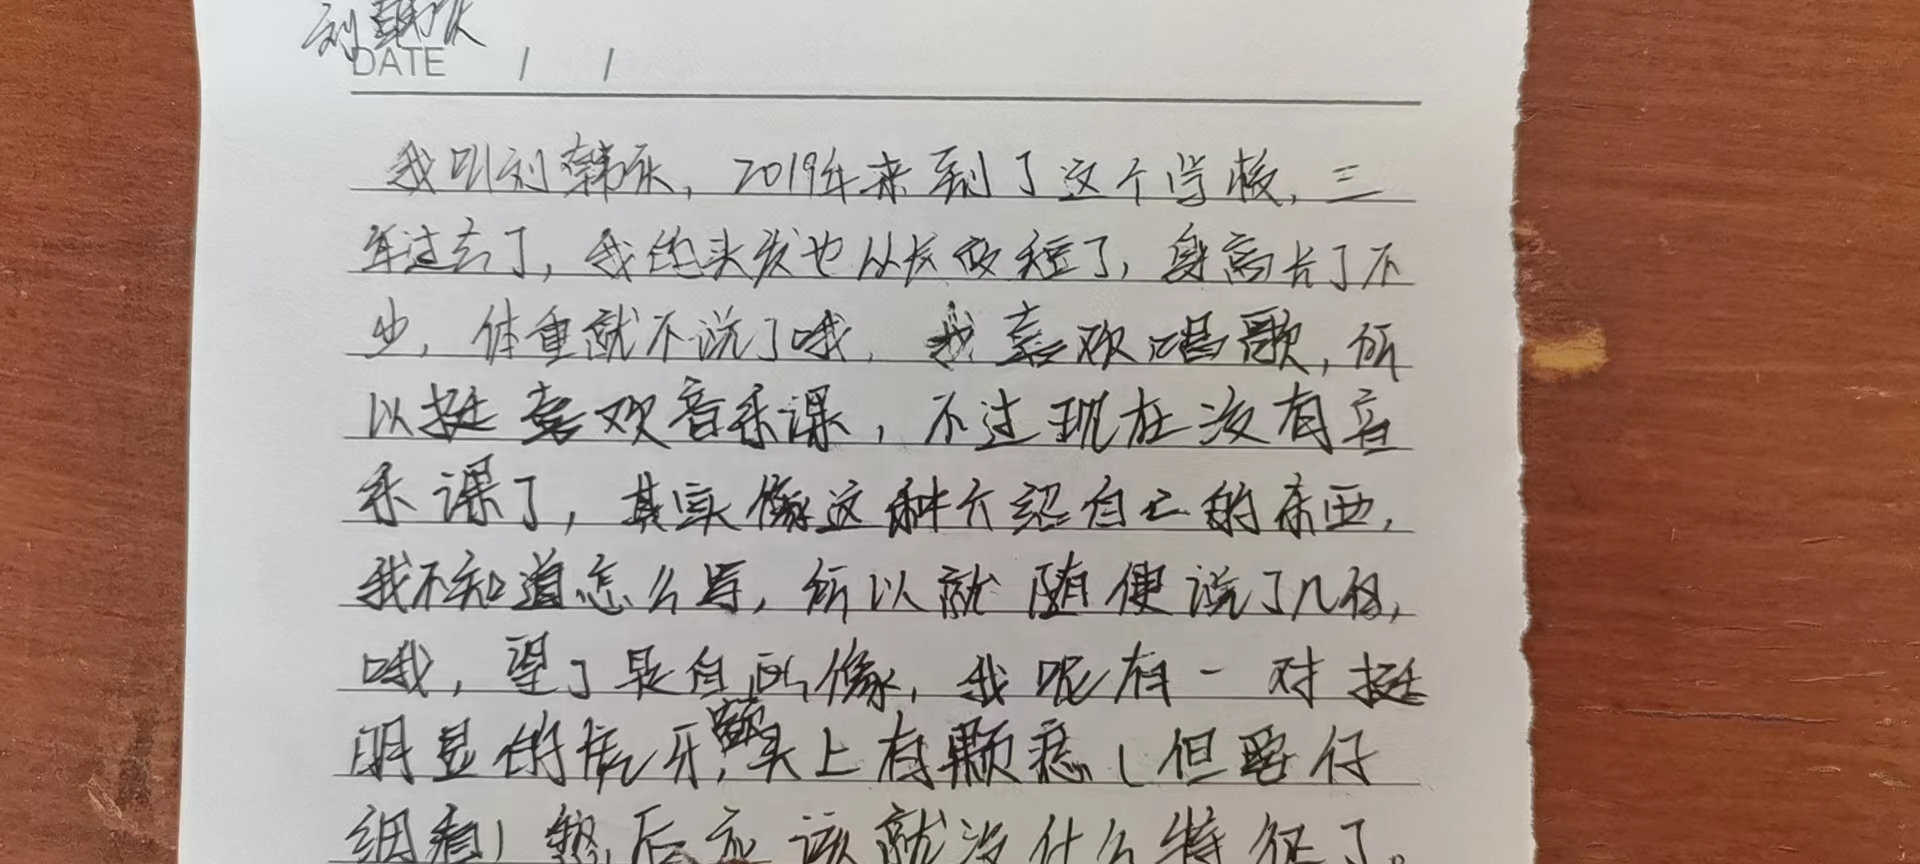 刘韩庆
DATE / /
我叫刘韩庆，2019年来到了这个学校，三
年过去了，我的头发也从长变短了，身高长了不
少，体重就不说了哦，我喜欢唱歌，所
以挺喜欢音乐课，不过现在没有音
乐课了，其实像这种介绍自己的东西，
我不知道怎么写，所以就随便说了几句，
哦，望了是自画像，我呢有一对挺
明显的虎牙，额头上有颗痣（但要仔
细看）然后应该就没什么特征了。